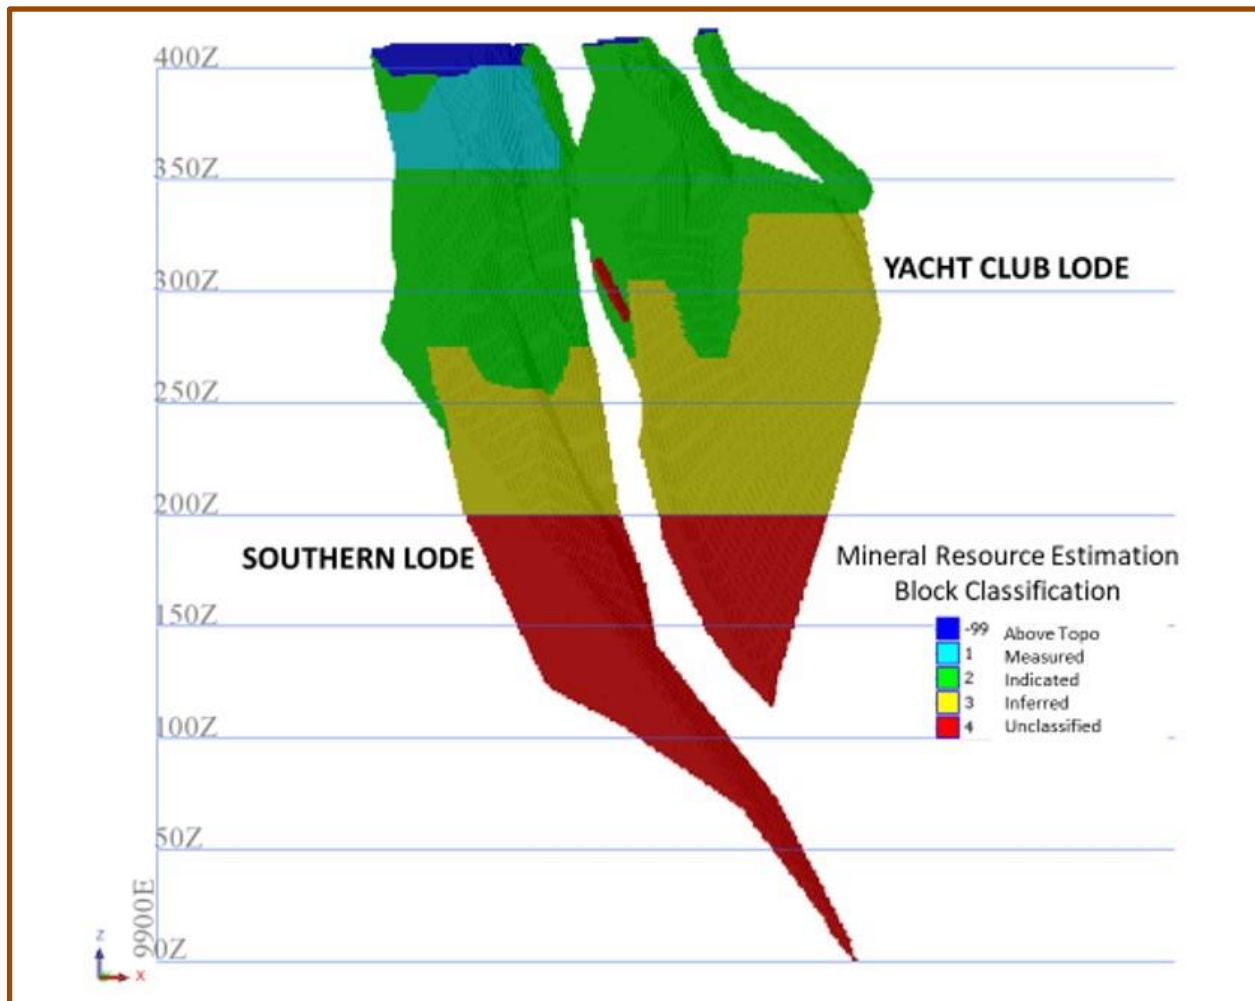 400Z
350Z
YACHT CLUB LODE
300Z
250Z
200Z
SOUTHERN LODE
Mineral Resource Estimation
Block Classification
-99 Above Topo
1 Measured
2 Indicated
3 Inferred
4 Unclassified
150Z
100Z
50Z
9900E
0Z
Z
X